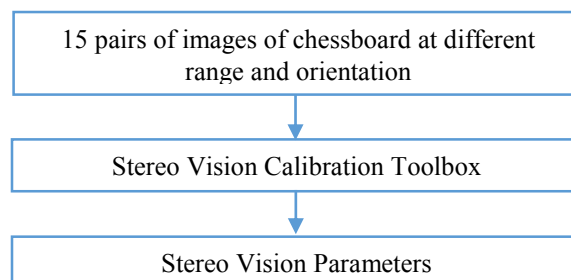 15 pairs of images of chessboard at different
range and orientation
Stereo Vision Calibration Toolbox
Stereo Vision Parameters